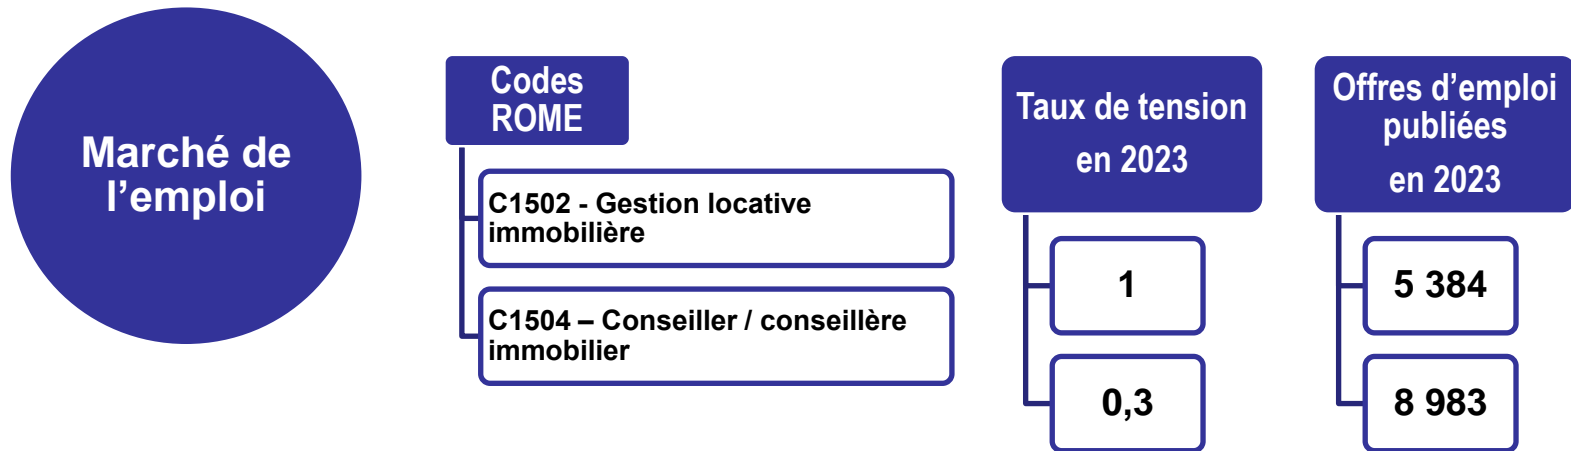 Marché de
l’emploi
Codes
ROME
C1502 - Gestion locative
immobilière
C1504 – Conseiller / conseillère
immobilier
Taux de tension
en 2023
1
0,3
Offres d’emploi
publiées
en 2023
5 384
8 983